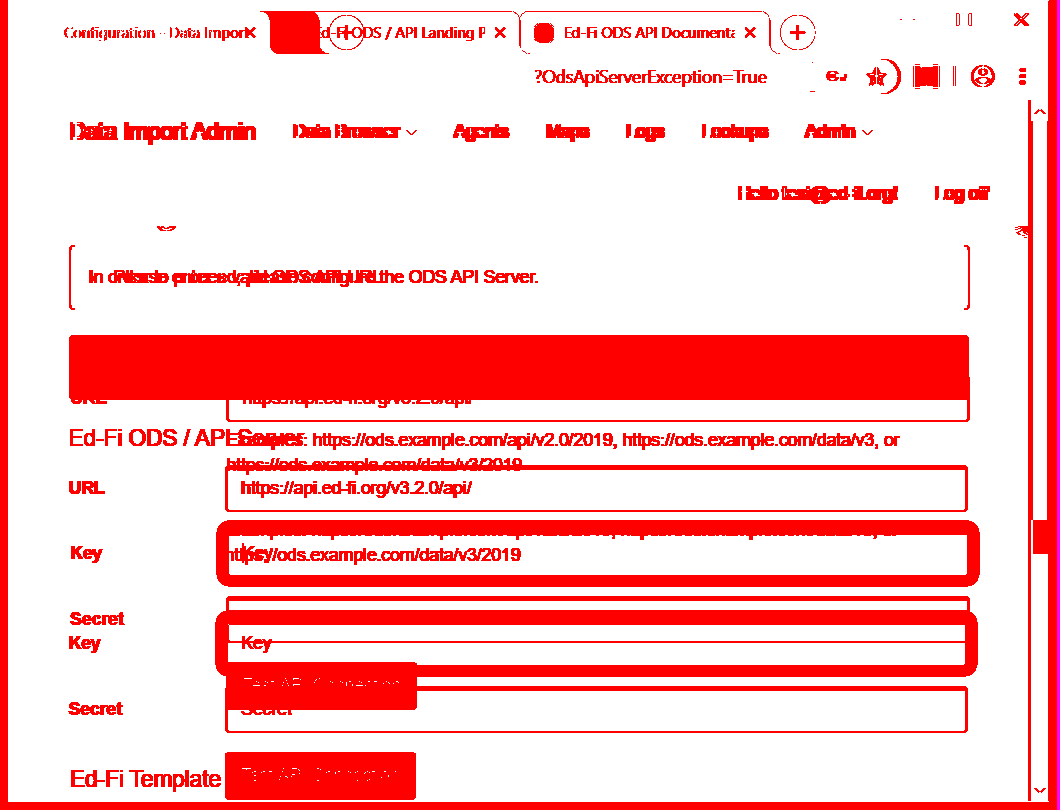 Configuration - Data Import
Ed-Fi ODS / API Landing P
Ed-Fi ODS API Documenta
?OdsApiServerException=True
Data Import Admin
Data Browser
Agents
Maps
Logs
Lookups
Admin
Log off
In order to proceed, please configure the ODS API Server.
URL
https://api.ed-fi.org/v3.2.0/api/
Ed-Fi ODS / API Server
Examples: https://ods.example.com/api/v2.0/2019, https://ods.example.com/data/v3, or
https://ods.example.com/data/v3/2019
URL
https://api.ed-fi.org/v3.2.0/api/
Key
Key
https://ods.example.com/data/v3/2019
Secret
Key
Key
Test API Connection
Secret
Secret
Ed-Fi Template
Test API Connection